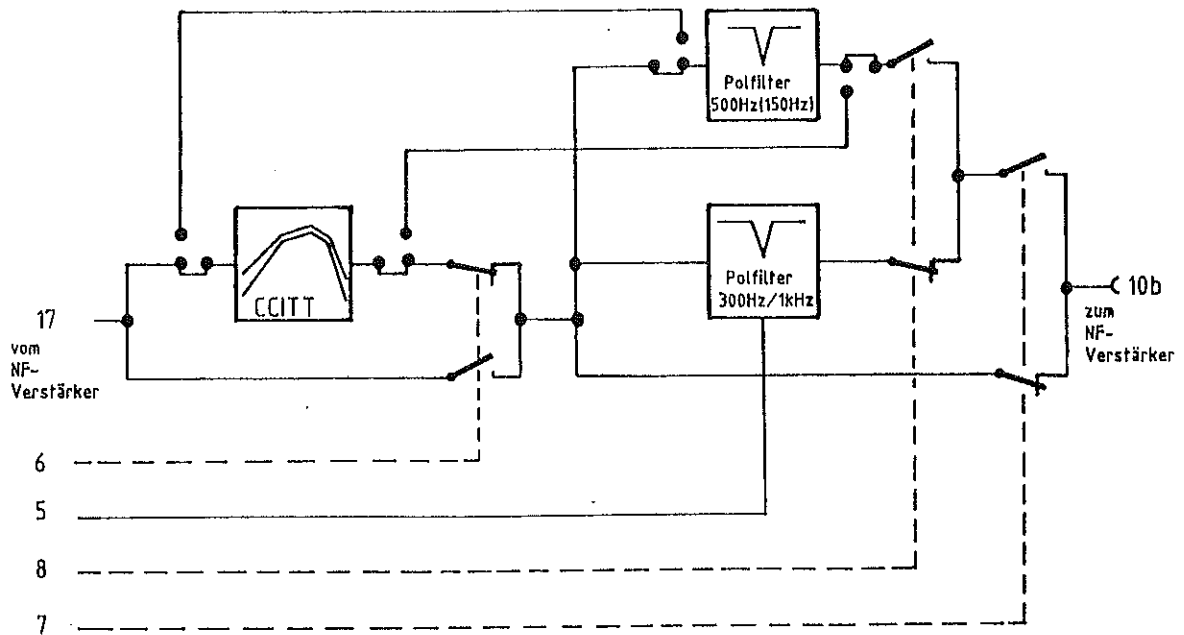 Polfilter
500Hz(150Hz)
CCITT
Polfilter
300Hz/1kHz
17
vom
NF-
Verstärker
10b
zum
NF-
Verstärker
6
5
8
7